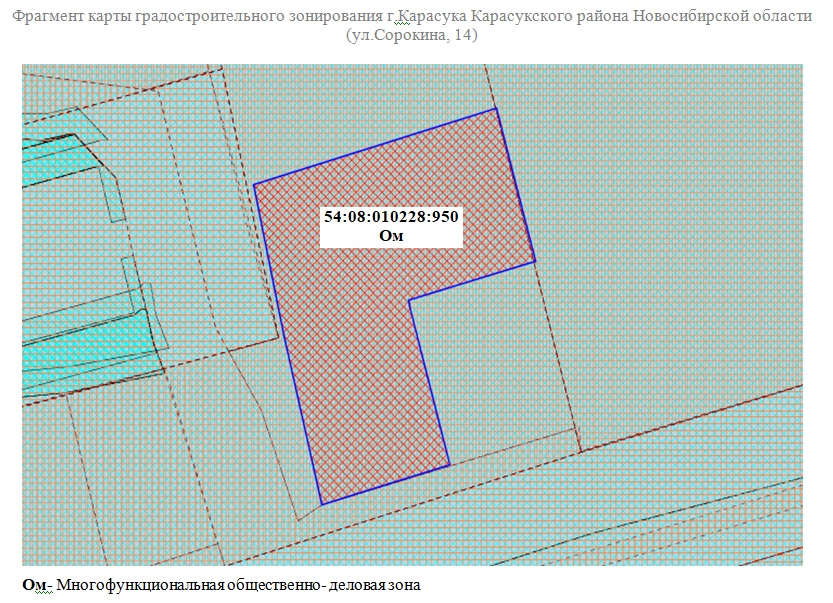 Фрагмент карты градостроительного зонирования г.Карасука Карасукского района Новосибирской области
(ул.Сорокина, 14)
54:08:010228:950
Ом
Ом- Многофункциональная общественно- деловая зона